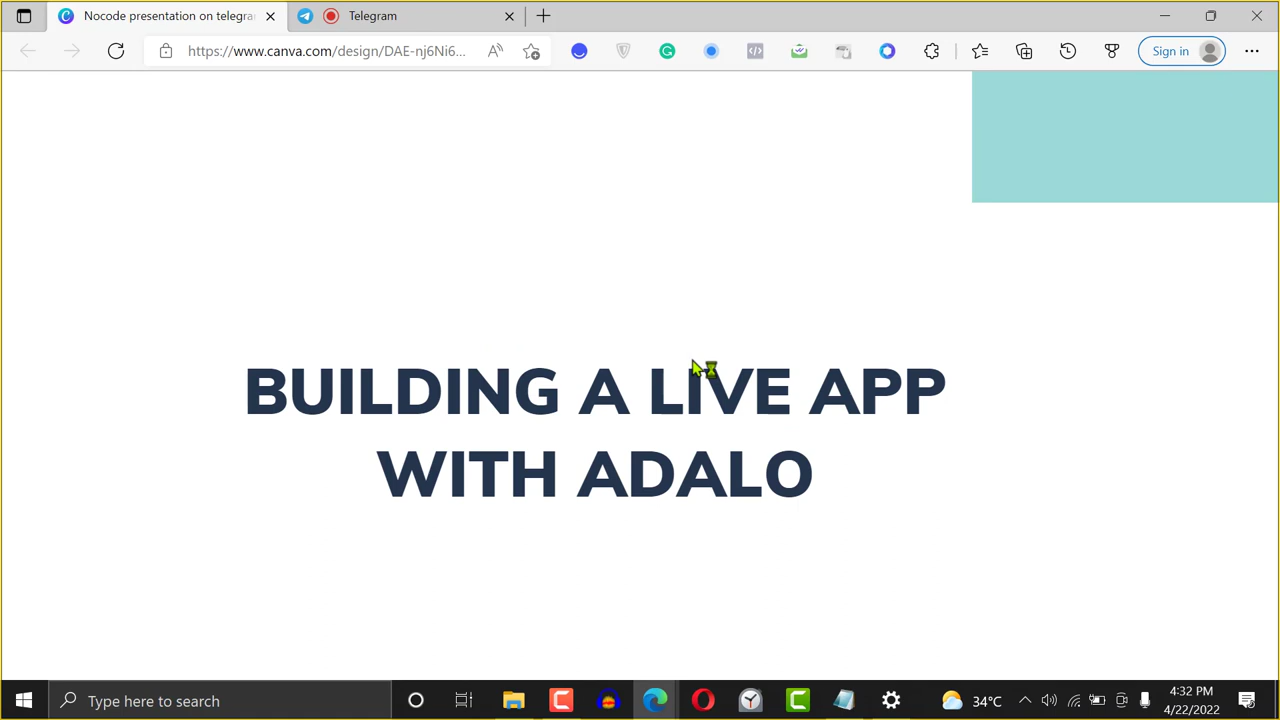 Nocode presentation on telegra
Telegram
https://www.canva.com/design/DAE-nj6Ni6...
Sign in
BUILDING A LIVE APP
WITH ADALO
Type here to search
34°C
4:32 PM
4/22/2022